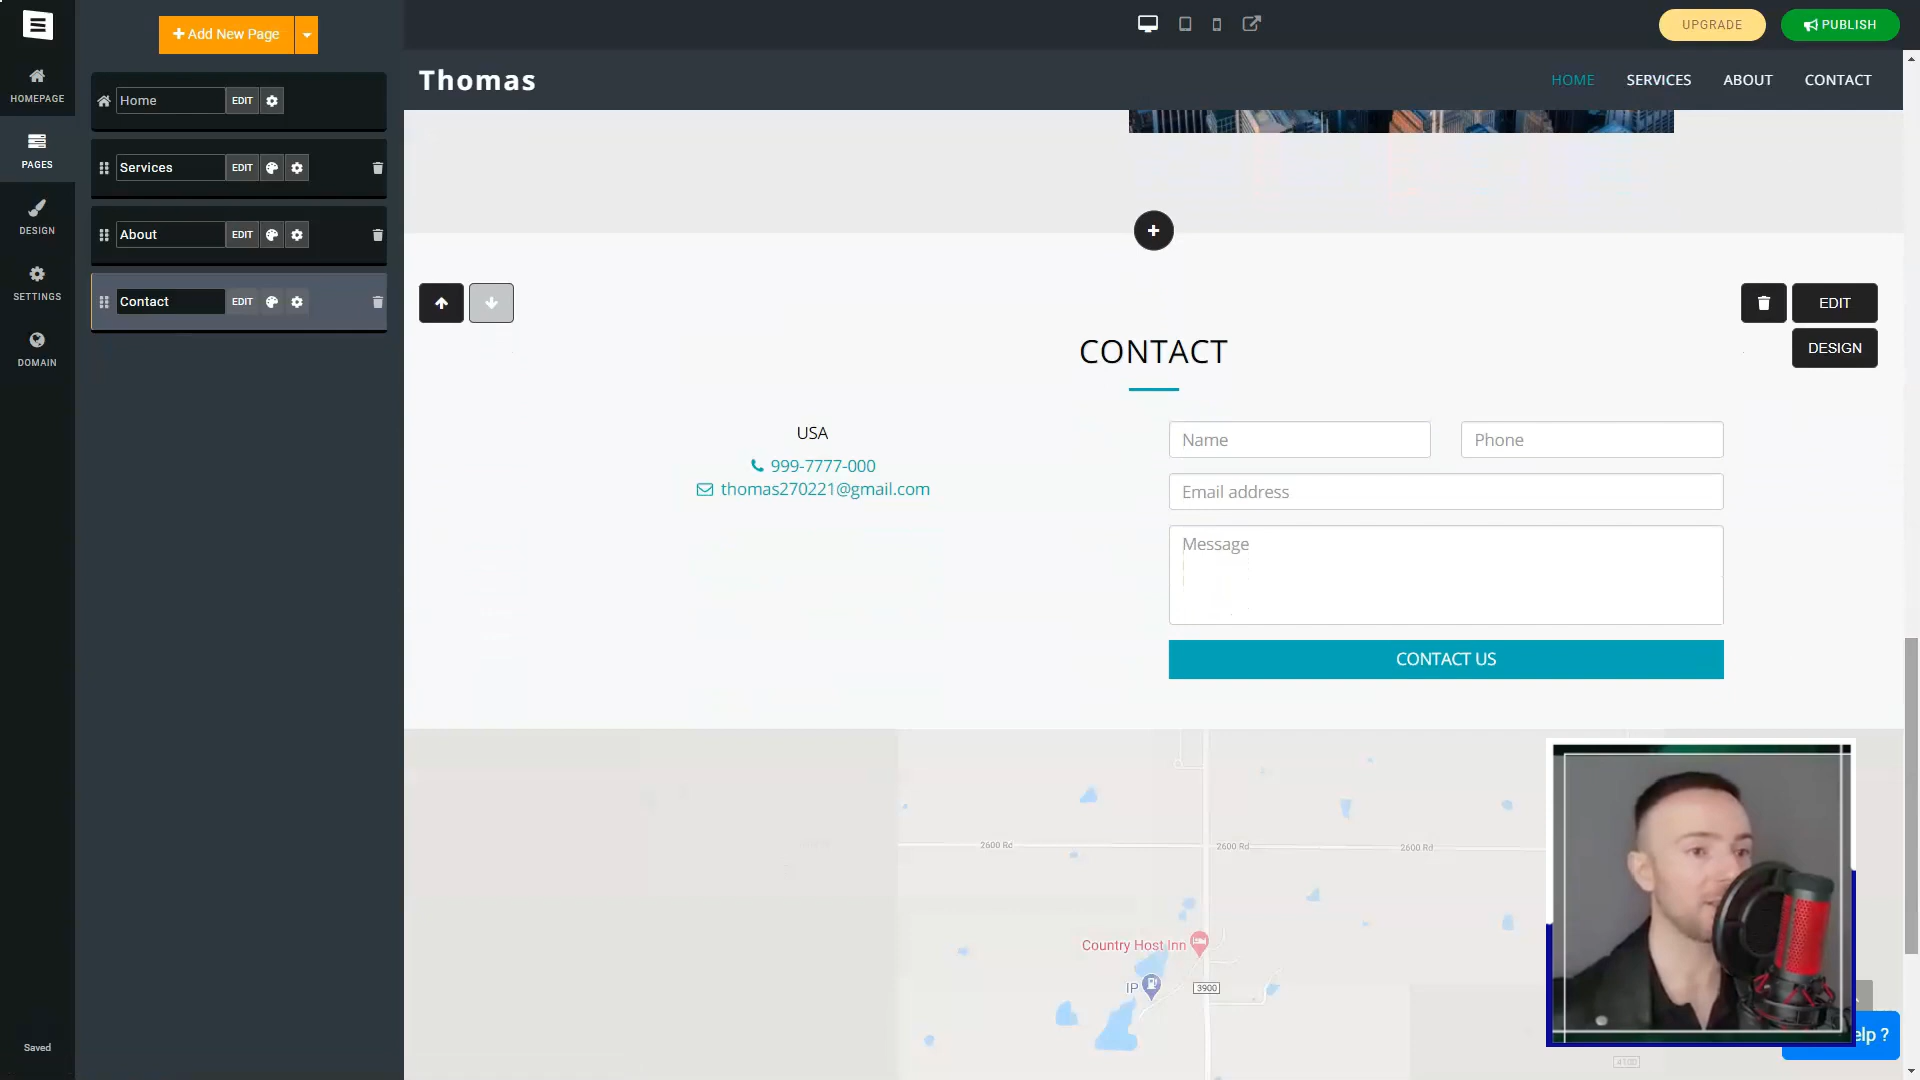 Add New Page
UPGRADE
PUBLISH
HOMEPAGE
PAGES
DESIGN
SETTINGS
DOMAIN
Saved
Home EDIT
Services EDIT
About EDIT
Contact EDIT
Thomas
HOME SERVICES ABOUT CONTACT
EDIT
DESIGN
CONTACT
USA
999-7777-000
thomas270221@gmail.com
Name
Phone
Email address
Message
CONTACT US
2600 Rd
2600 Rd
2600 Rd
Country Host Inn
IP
3900
elp ?